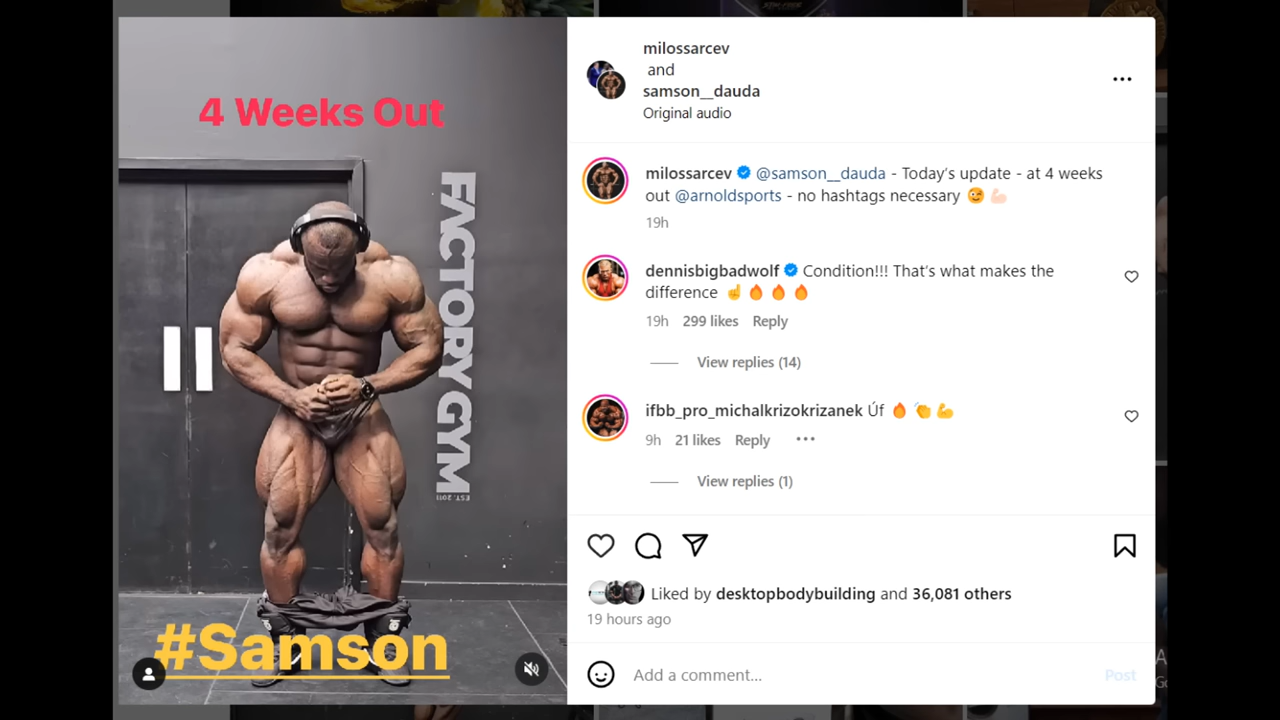 4 Weeks Out
FACTORY GYM
EST. 2011
#Samson
milossarcev
and
samson__dauda
Original audio
milossarcev @samson__dauda - Today's update - at 4 weeks
out @arnoldsports - no hashtags necessary 😉 💪🏻
19h
dennisbigbadwolf Condition!!! That's what makes the
difference ☝️ 🔥 🔥 🔥
19h 299 likes Reply
View replies (14)
ifbb_pro_michalkrizokrizanek Úf 🔥 👏 💪
9h 21 likes Reply
View replies (1)
Liked by desktopbodybuilding and 36,081 others
19 hours ago
Add a comment...
Post